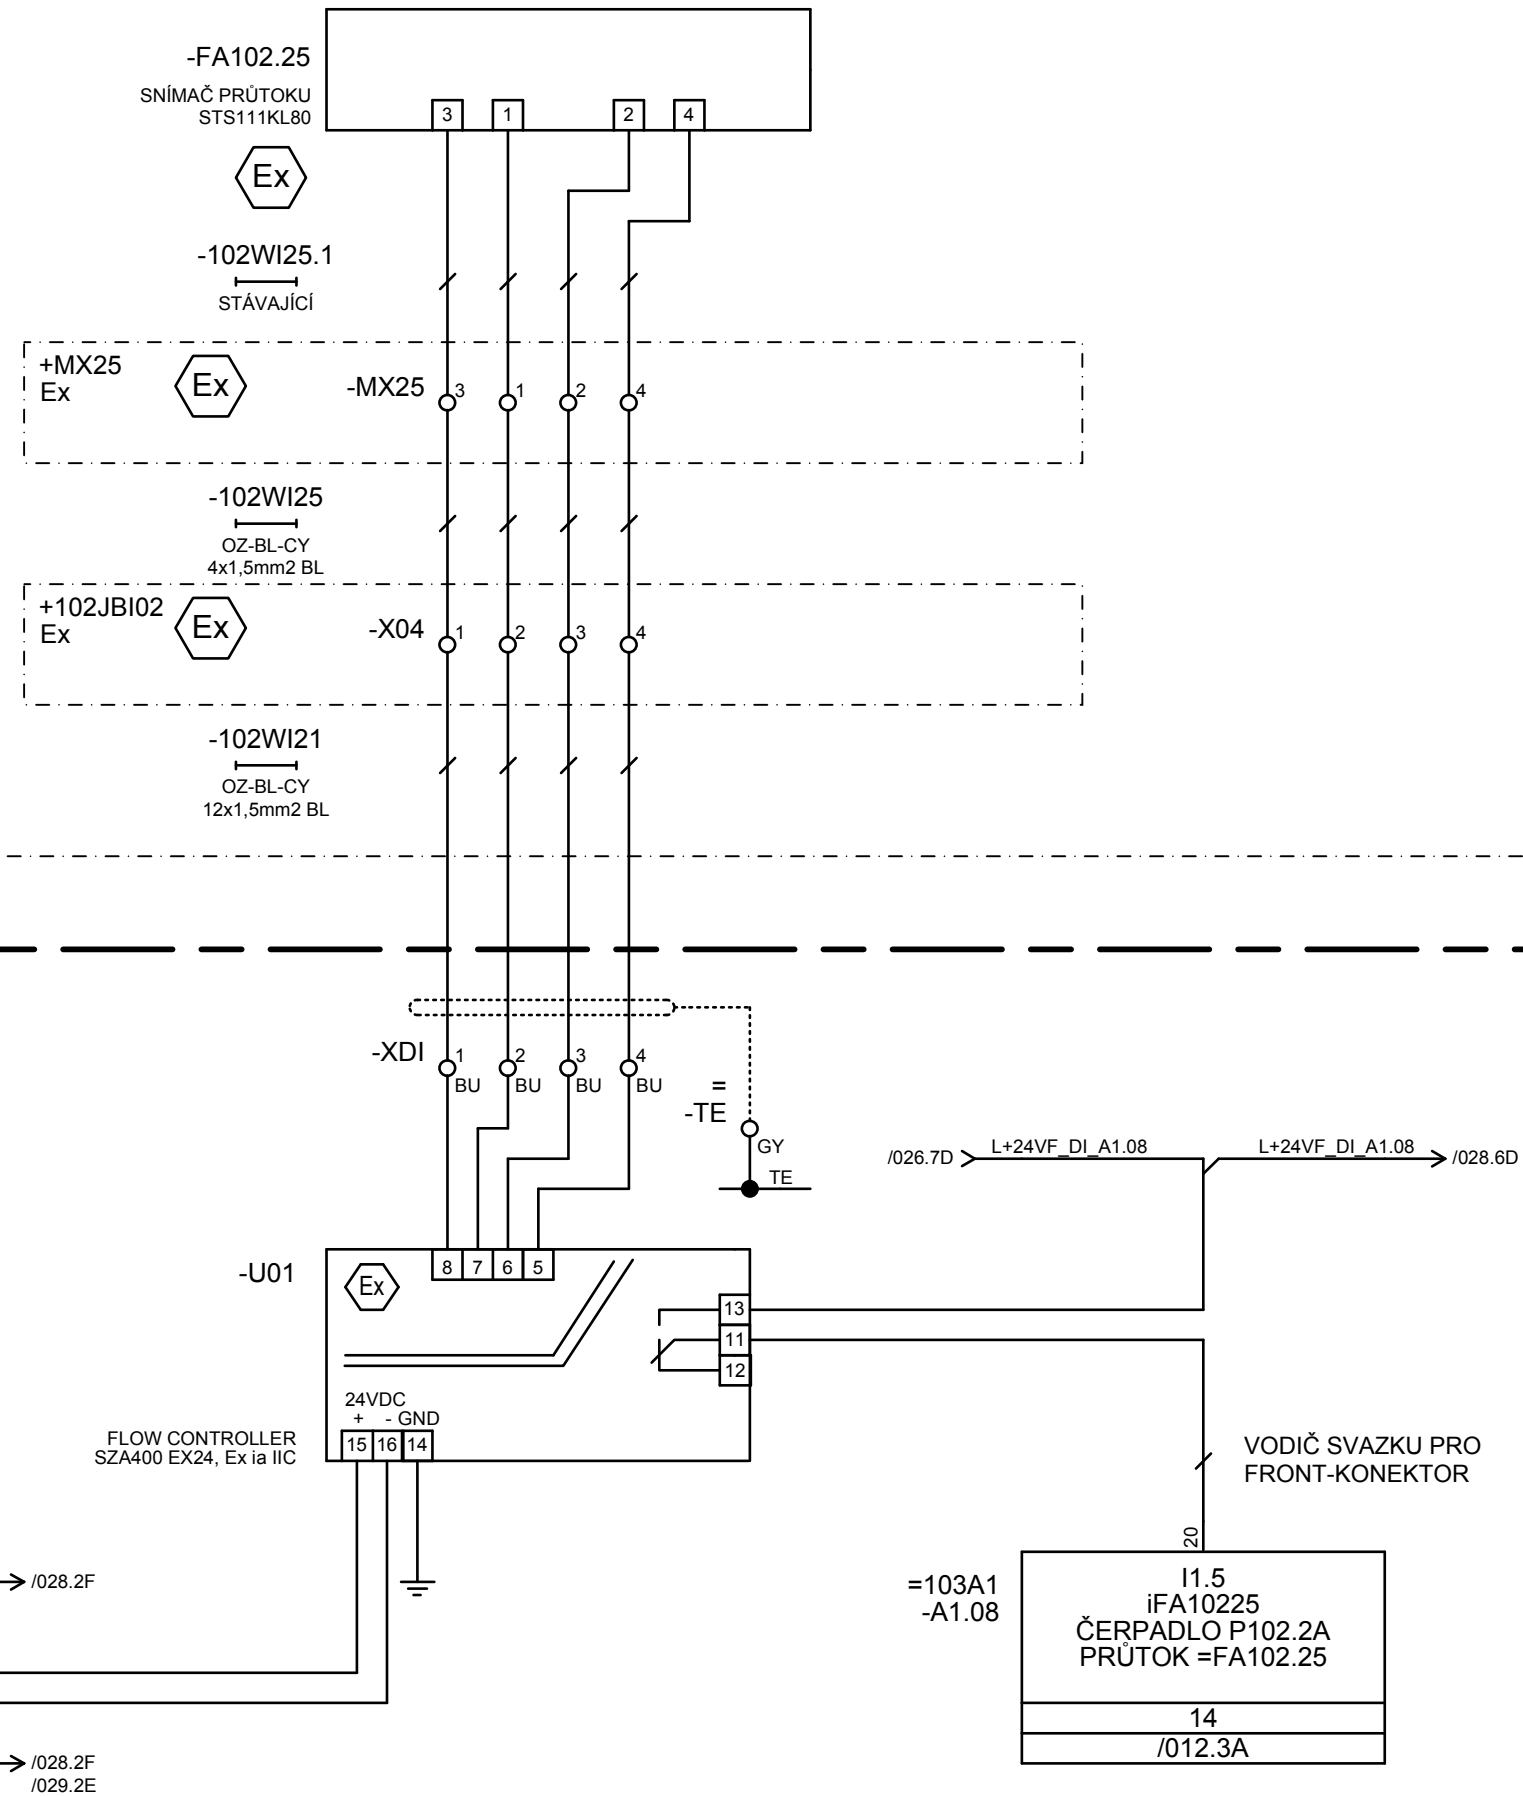 -FA102.25
SNÍMAČ PRŮTOKU
STS111KL80
3 1 2 4
Ex
-102WI25.1
STÁVAJÍCÍ
+MX25
Ex
Ex
-MX25
3 1 2 4
-102WI25
OZ-BL-CY
4x1,5mm2 BL
+102JBI02
Ex
Ex
-X04
1 2 3 4
-102WI21
OZ-BL-CY
12x1,5mm2 BL
-XDI
1 2 3 4
BU BU BU BU
=
-TE
GY
TE
/026.7D
L+24VF_DI_A1.08
L+24VF_DI_A1.08
/028.6D
-U01
Ex
8 7 6 5
13
11
12
24VDC
+ - GND
15 16 14
FLOW CONTROLLER
SZA400 EX24, Ex ia IIC
VODIČ SVAZKU PRO
FRONT-KONEKTOR
20
/028.2F
=103A1
-A1.08
I1.5
iFA10225
ČERPADLO P102.2A
PRŮTOK =FA102.25
14
/012.3A
/028.2F
/029.2E